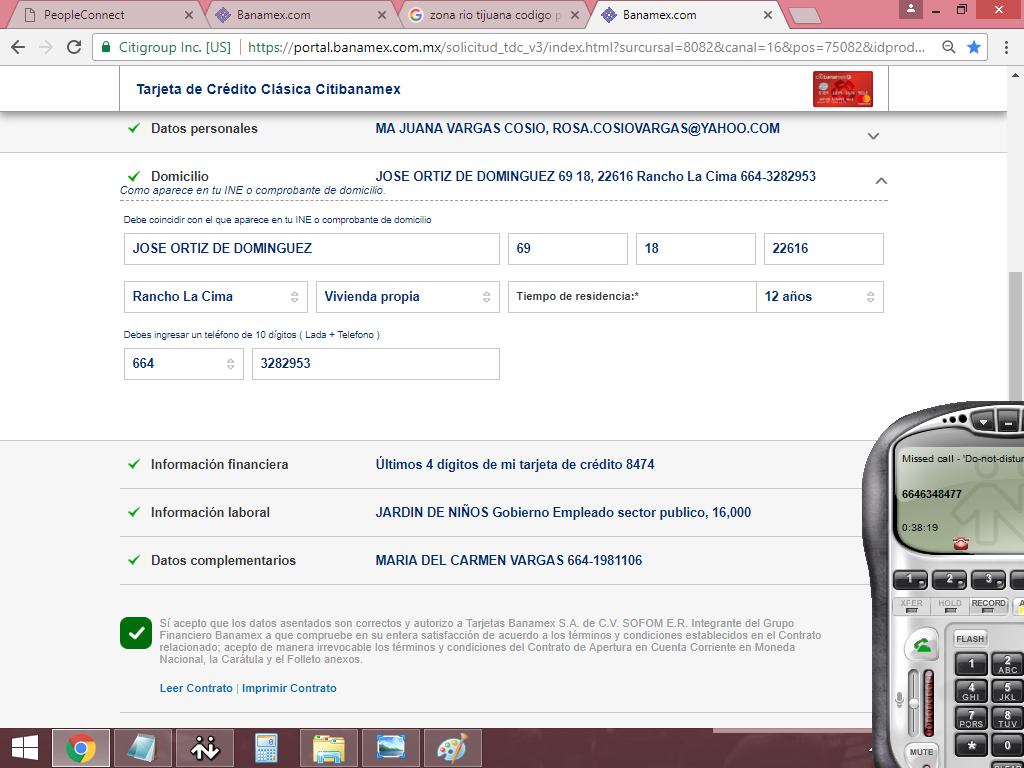 PeopleConnect
Banamex.com
zona rio tijuana codigo p
Banamex.com
Citigroup Inc. [US]
https://portal.banamex.com.mx/solicitud_tdc_v3/index.html?sursursal=8082&canal=16&pos=75082&idprod...
Tarjeta de Crédito Clásica Citibanamex
Datos personales
MA JUANA VARGAS COSIO, ROSA.COSIOVARGAS@YAHOO.COM
Domicilio
JOSE ORTIZ DE DOMINGUEZ 69 18, 22616 Rancho La Cima 664-3282953
Como aparece en tu INE o comprobante de domicilio.
Debe coincidir con el que aparece en tu INE o comprobante de domicilio
JOSE ORTIZ DE DOMINGUEZ
69
18
22616
Rancho La Cima
Vivienda propia
Tiempo de residencia:*
12 años
Debes ingresar un teléfono de 10 dígitos ( Lada + Telefono )
664
3282953
Información financiera
Últimos 4 dígitos de mi tarjeta de crédito 8474
Información laboral
JARDIN DE NIÑOS Gobierno Empleado sector publico, 16,000
Datos complementarios
MARIA DEL CARMEN VARGAS 664-1981106
Sí acepto que los datos asentados son correctos y autorizo a Tarjetas Banamex S.A. de C.V. SOFOM E.R. Integrante del Grupo
Financiero Banamex a que compruebe en su entera satisfacción de acuerdo a los términos y condiciones establecidos en el Contrato
relacionado; acepto de manera irrevocable los términos y condiciones del Contrato de Apertura en Cuenta Corriente en Moneda
Nacional, la Carátula y el Folleto anexos.
Leer Contrato | Imprimir Contrato
Missed call - 'Do-not-distur
6646348477
0:38:19
1
2
3
XFER
HOLD
RECORD
A
FLASH
1
2
ABC
4
GHI
5
JKL
7
PQRS
8
TUV
*
0
MUTE
CLEAR